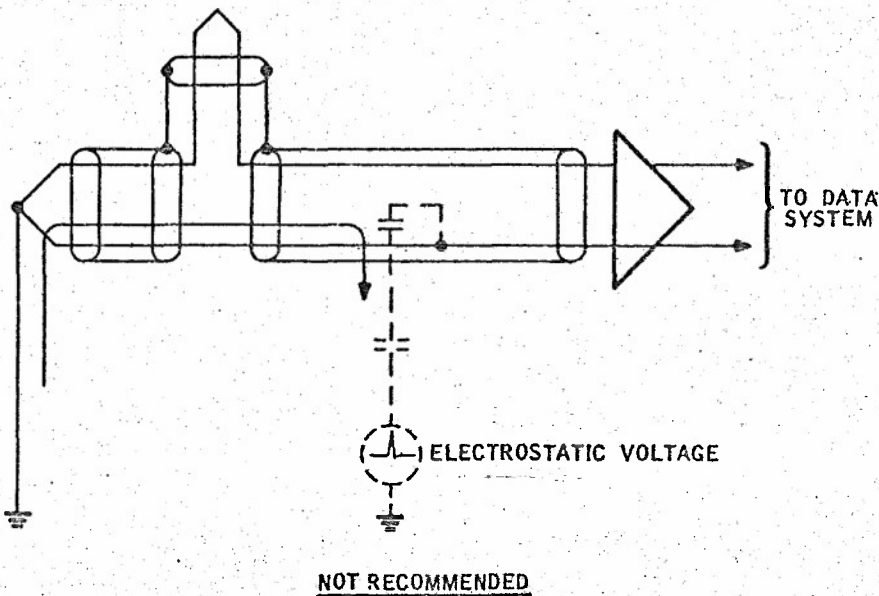 TO DATA
SYSTEM
ELECTROSTATIC VOLTAGE
NOT RECOMMENDED